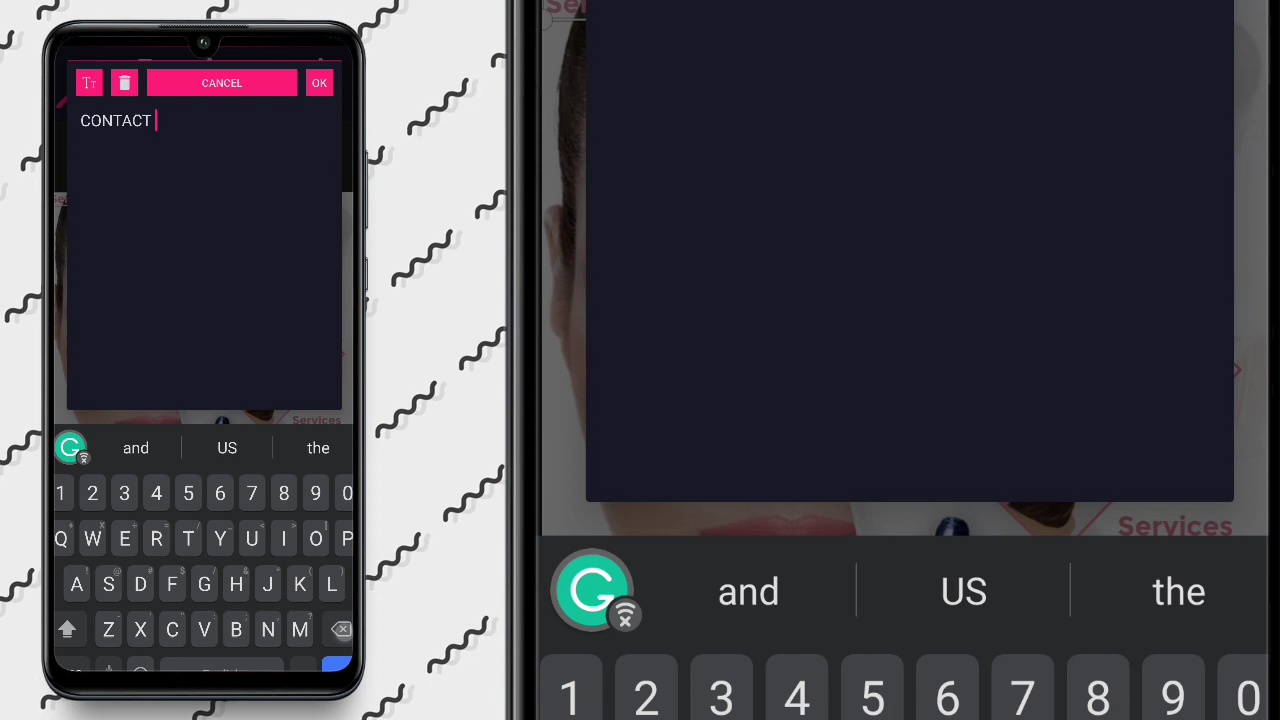 TT
CANCEL
OK
CONTACT
Services
and US the
1 2 3 4 5 6 7 8 9 0
Q W E R T Y U I O P
A S D F G H J K L
Z X C V B N M
Services
and US the
1 2 3 4 5 6 7 8 9 0